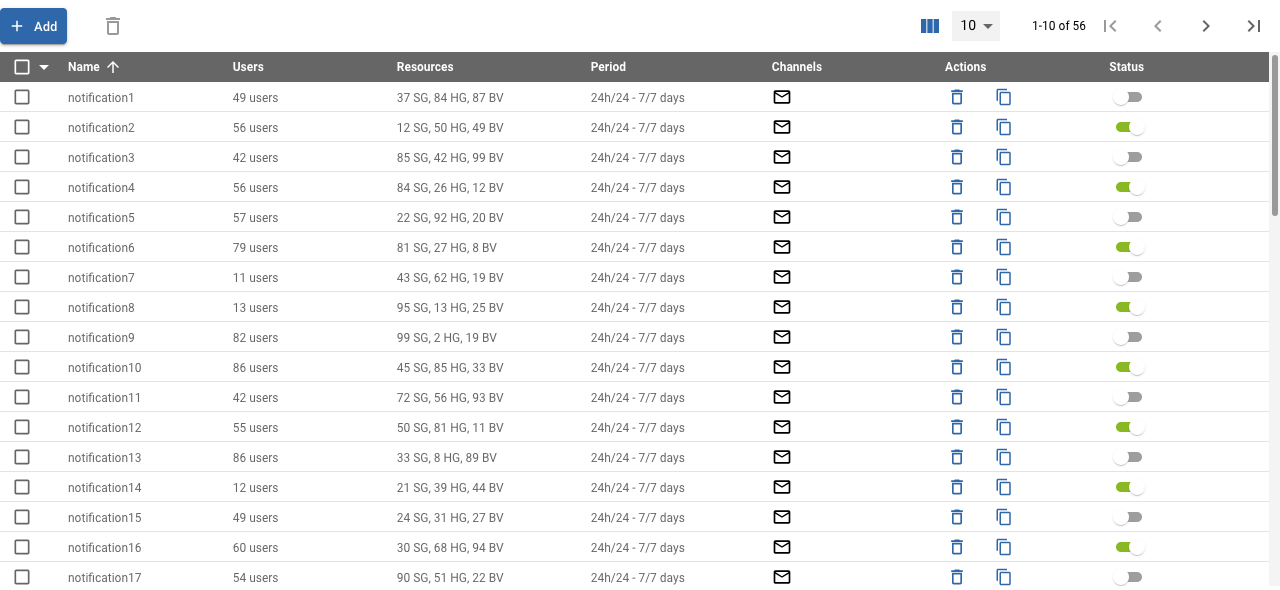 Add 10 1-10 of 56
Name Users Resources Period Channels Actions Status
notification1 49 users 37 SG, 84 HG, 87 BV 24h/24 - 7/7 days
notification2 56 users 12 SG, 50 HG, 49 BV 24h/24 - 7/7 days
notification3 42 users 85 SG, 42 HG, 99 BV 24h/24 - 7/7 days
notification4 56 users 84 SG, 26 HG, 12 BV 24h/24 - 7/7 days
notification5 57 users 22 SG, 92 HG, 20 BV 24h/24 - 7/7 days
notification6 79 users 81 SG, 27 HG, 8 BV 24h/24 - 7/7 days
notification7 11 users 43 SG, 62 HG, 19 BV 24h/24 - 7/7 days
notification8 13 users 95 SG, 13 HG, 25 BV 24h/24 - 7/7 days
notification9 82 users 99 SG, 2 HG, 19 BV 24h/24 - 7/7 days
notification10 86 users 45 SG, 85 HG, 33 BV 24h/24 - 7/7 days
notification11 42 users 72 SG, 56 HG, 93 BV 24h/24 - 7/7 days
notification12 55 users 50 SG, 81 HG, 11 BV 24h/24 - 7/7 days
notification13 86 users 33 SG, 8 HG, 89 BV 24h/24 - 7/7 days
notification14 12 users 21 SG, 39 HG, 44 BV 24h/24 - 7/7 days
notification15 49 users 24 SG, 31 HG, 27 BV 24h/24 - 7/7 days
notification16 60 users 30 SG, 68 HG, 94 BV 24h/24 - 7/7 days
notification17 54 users 90 SG, 51 HG, 22 BV 24h/24 - 7/7 days